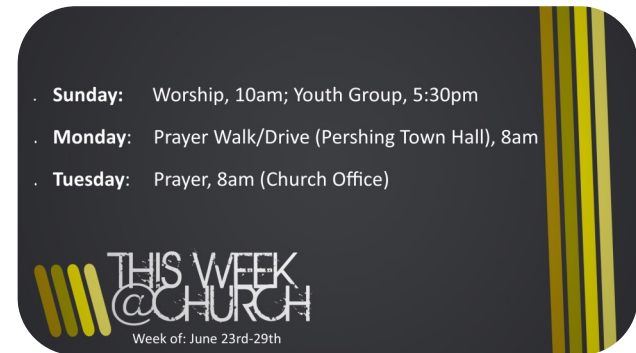 . Sunday: Worship, 10am; Youth Group, 5:30pm
. Monday: Prayer Walk/Drive (Pershing Town Hall), 8am
. Tuesday: Prayer, 8am (Church Office)
THIS WEEK
@CHURCH
Week of: June 23rd-29th